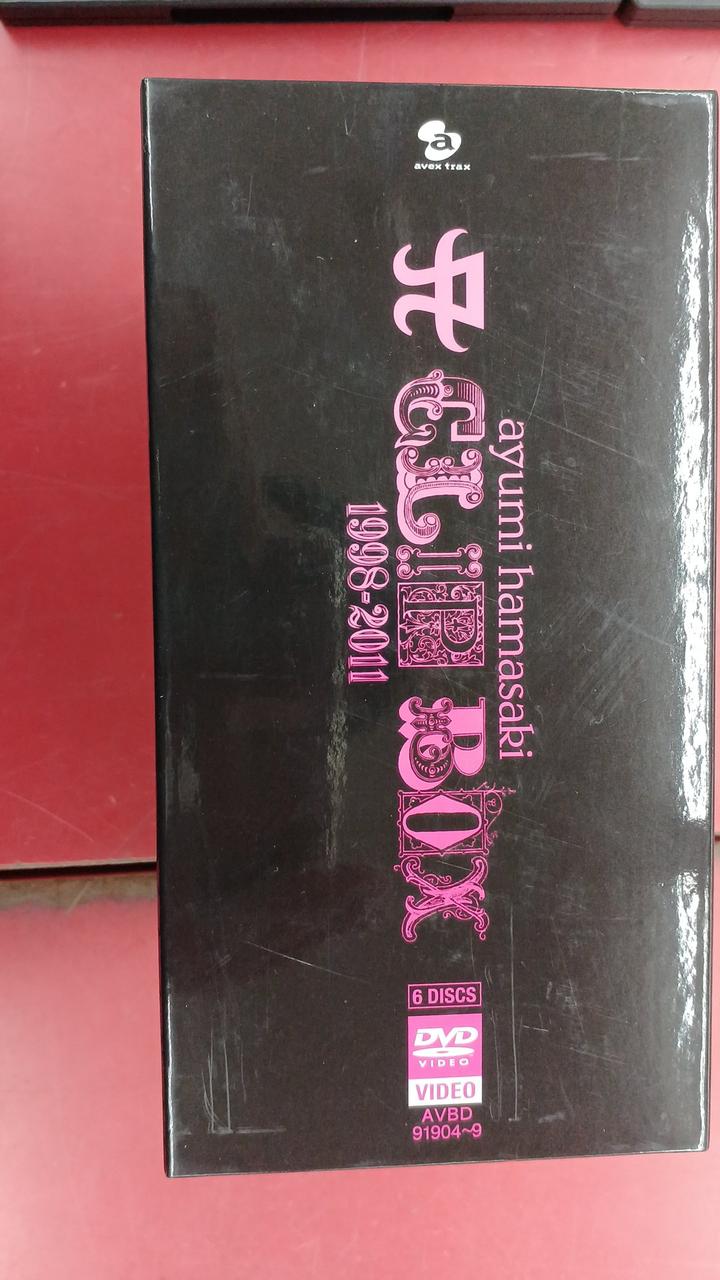 a
avex trax
ayumi hamasaki
A CLIP BOX
1998-2011
6 DISCS
DVD
VIDEO
VIDEO
AVBD
91904~9